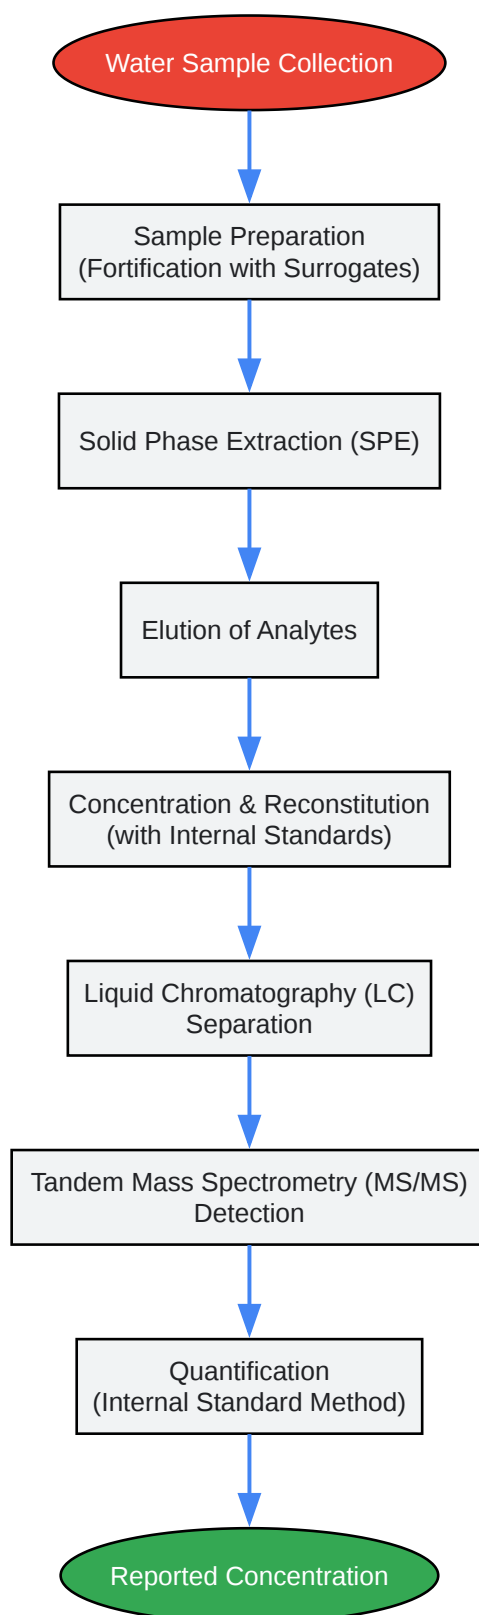 Water Sample Collection
Sample Preparation
(Fortification with Surrogates)
Solid Phase Extraction (SPE)
Elution of Analytes
Concentration & Reconstitution
(with Internal Standards)
Liquid Chromatography (LC)
Separation
Tandem Mass Spectrometry (MS/MS)
Detection
Quantification
(Internal Standard Method)
Reported Concentration